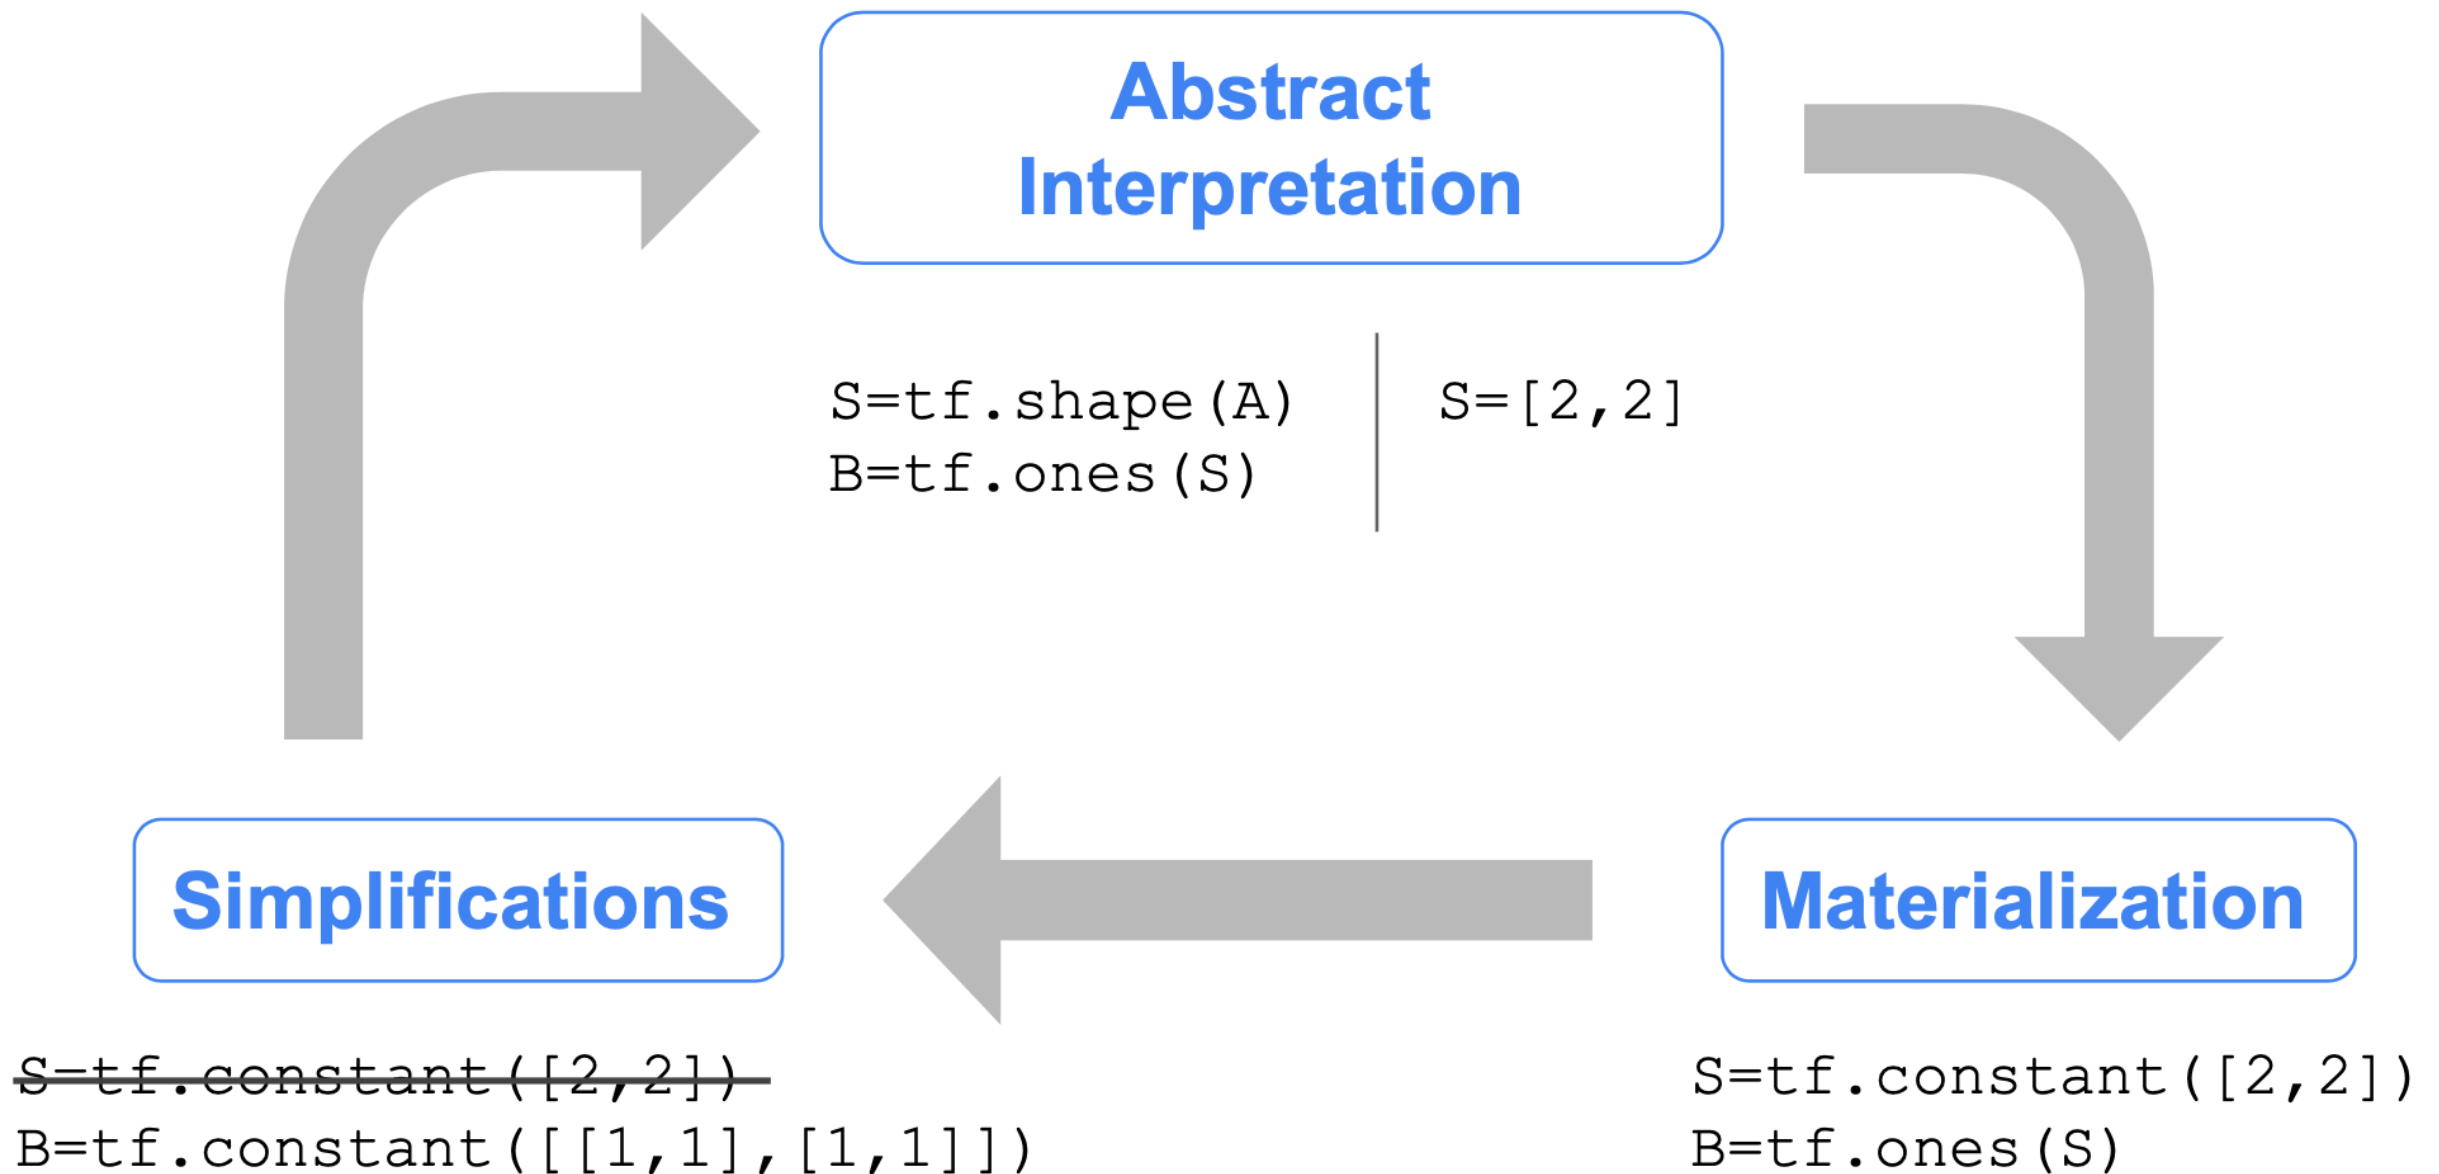 Abstract
Interpretation
S=tf.shape(A)
B=tf.ones(S)
S=[2,2]
Simplifications
Materialization
S=tf.constant([2,2])
B=tf.constant([[1,1],[1,1]])
S=tf.constant([2,2])
B=tf.ones(S)